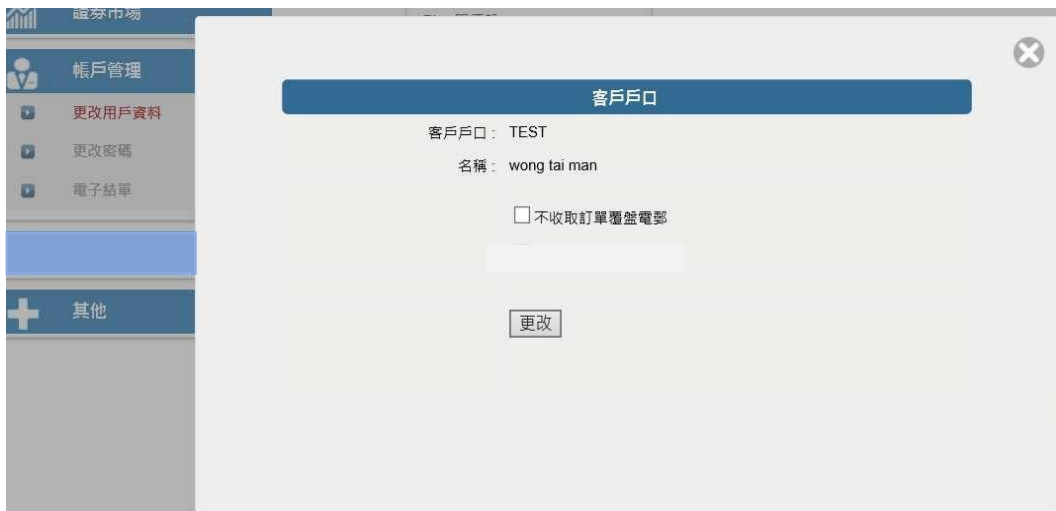 證券市場
帳戶管理
更改用戶資料
更改密碼
電子結單
其他
客戶戶口
客戶戶口： TEST
名稱： wong tai man
不收取訂單覆盤電郵
更改